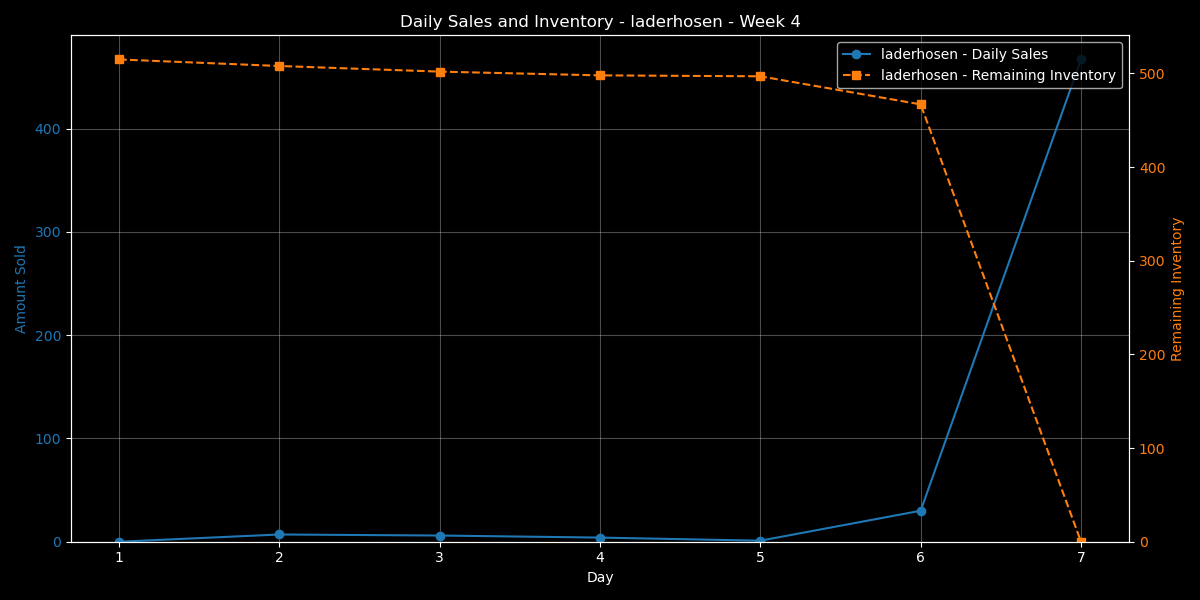 Daily Sales and Inventory - laderhosen - Week 4
laderhosen - Daily Sales
laderhosen - Remaining Inventory
Amount Sold
400
300
200
100
0
500
400
300
200
100
0
Remaining Inventory
1 2 3 4 5 6 7
Day